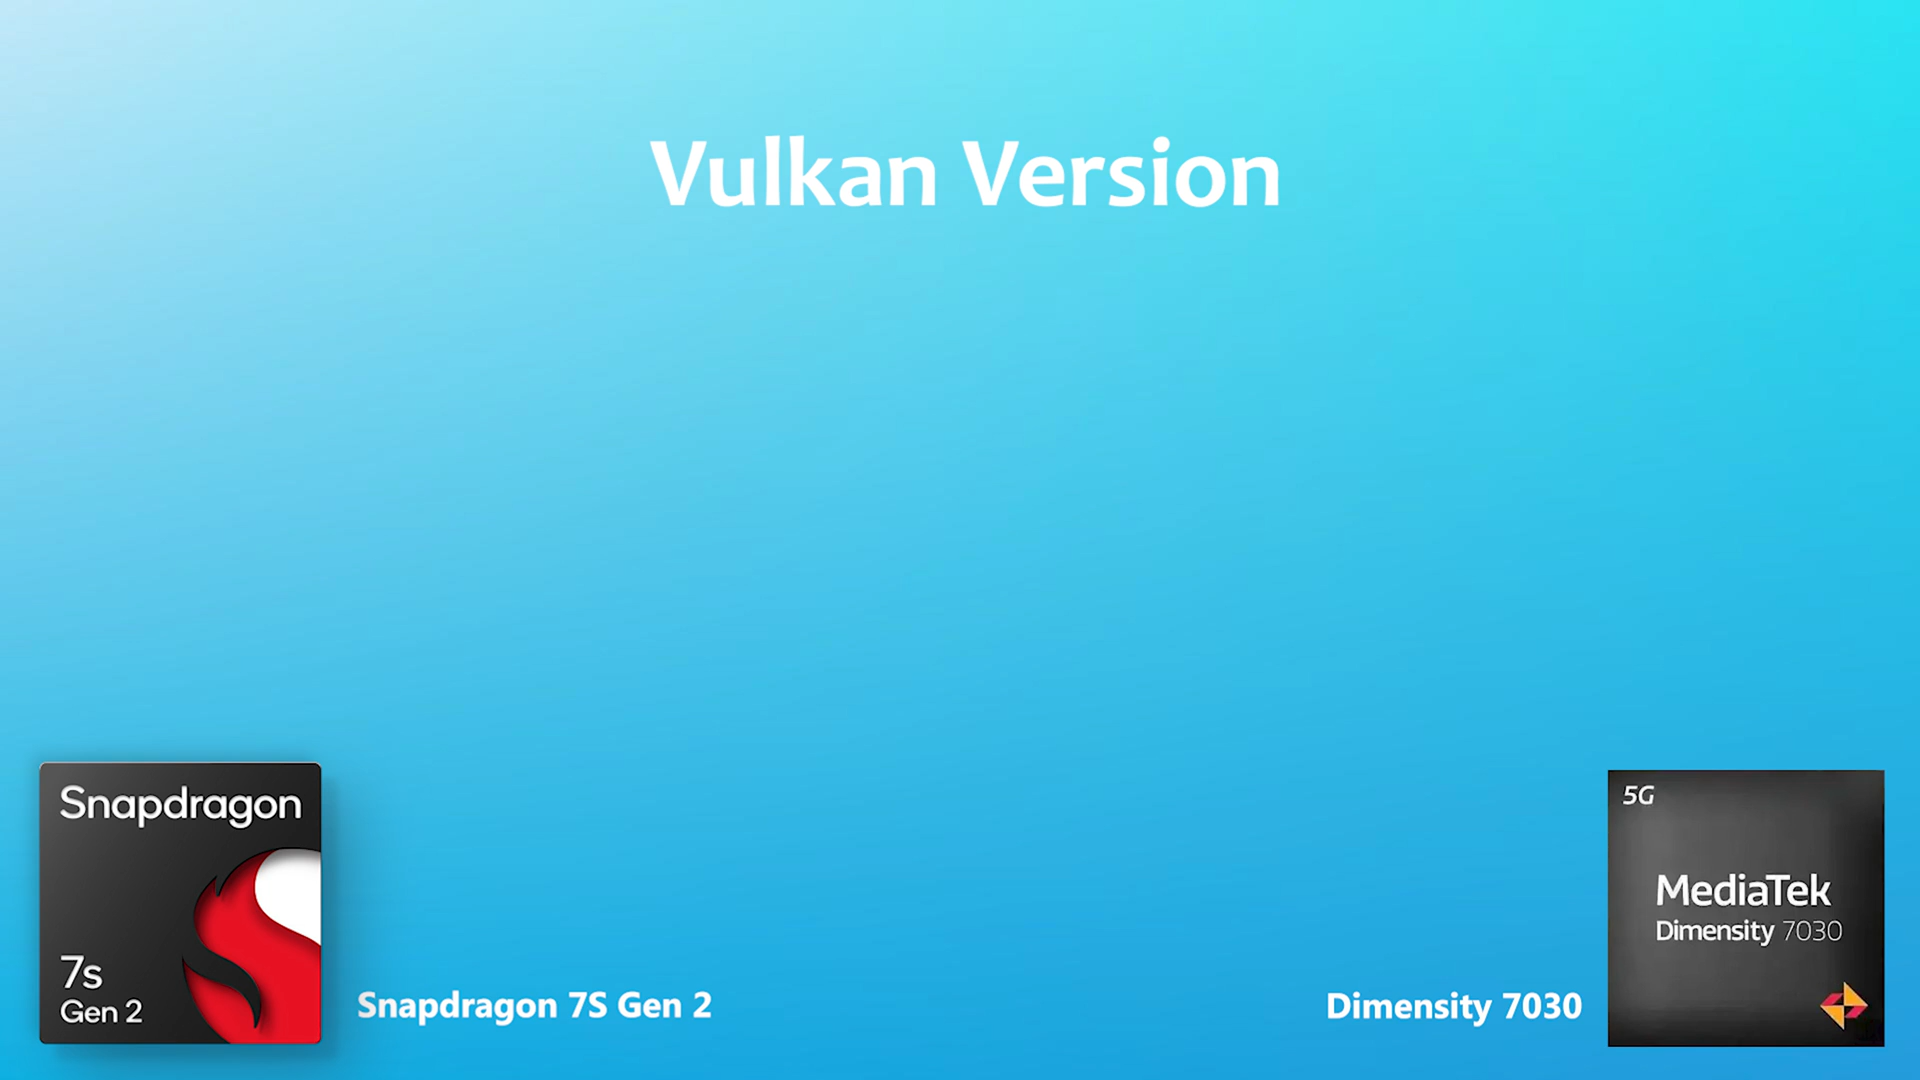 Vulkan Version
Snapdragon
7s
Gen 2
Snapdragon 7S Gen 2
Dimensity 7030
5G
MediaTek
Dimensity 7030